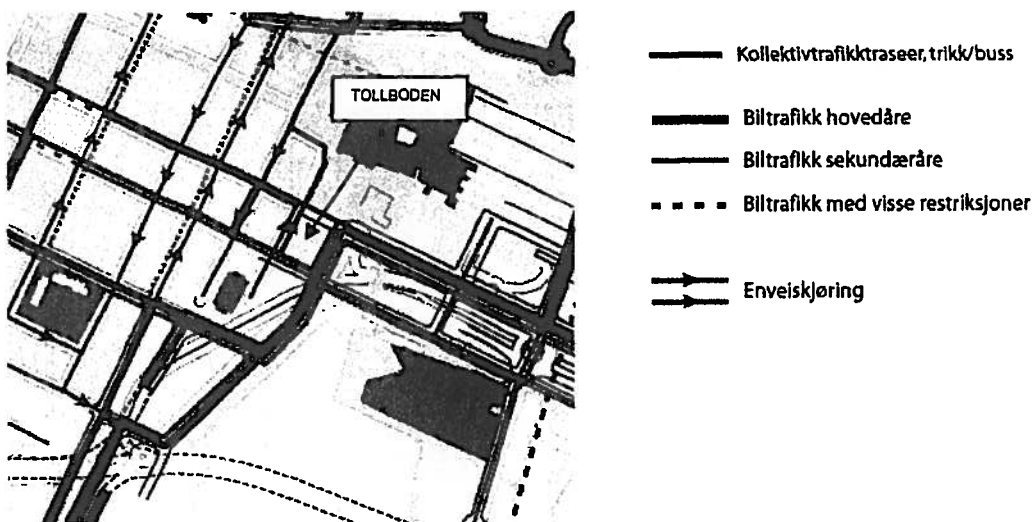 TOLLBODEN
Kollektivtrafikktraseer, trikk/buss
Biltrafikk hovedåre
Biltrafikk sekundæråre
Biltrafikk med visse restriksjoner
Enveiskjøring